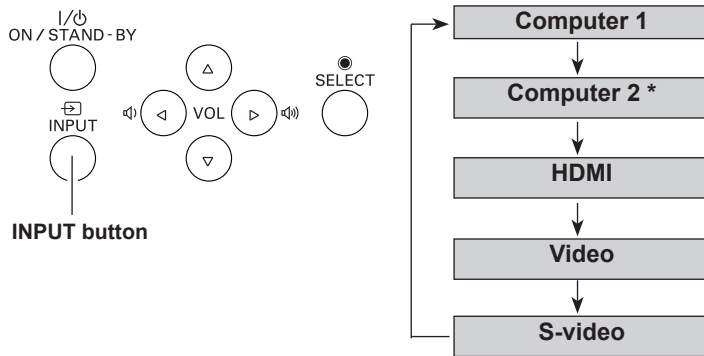 I/⏻
ON / STAND-BY
INPUT
VOL
SELECT
INPUT button
Computer 1
Computer 2 *
HDMI
Video
S-video